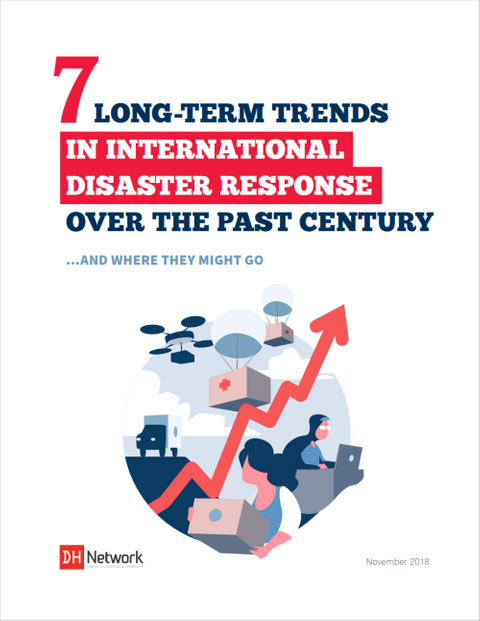 7 LONG-TERM TRENDS
IN INTERNATIONAL
DISASTER RESPONSE
OVER THE PAST CENTURY
...AND WHERE THEY MIGHT GO
DH Network
November 2018